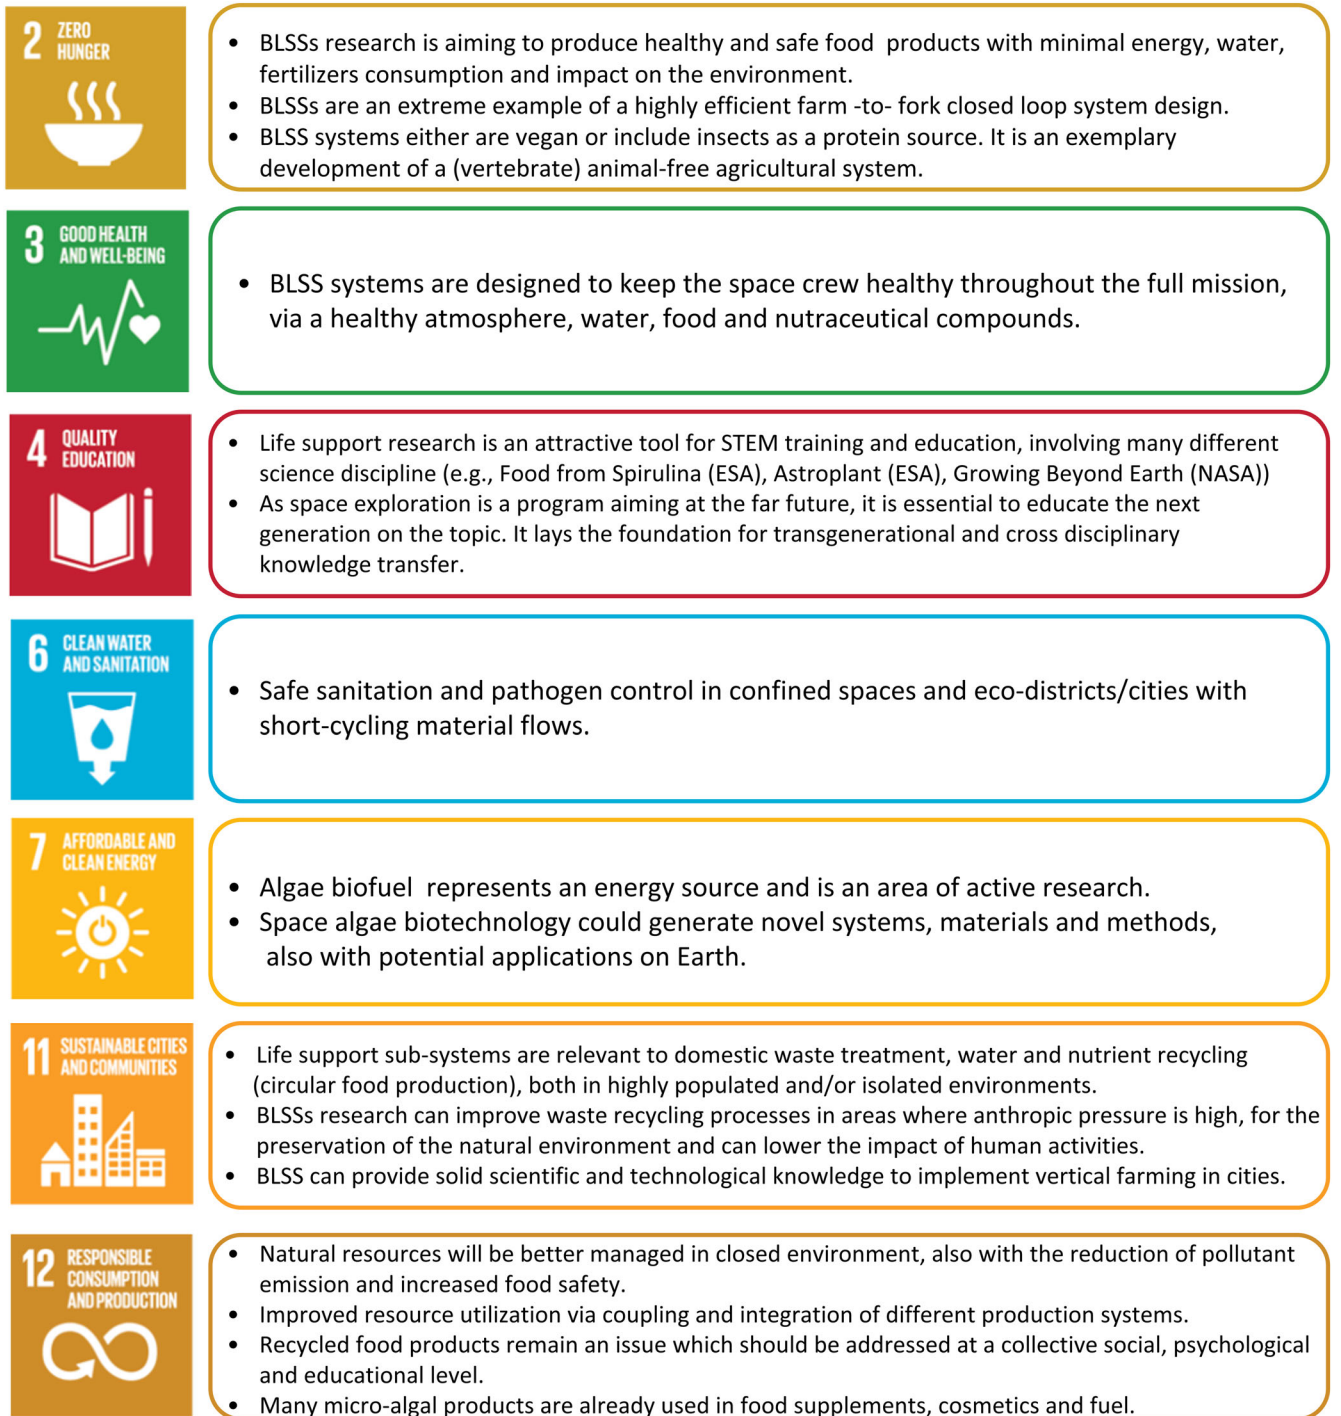 2 ZERO
HUNGER
• BLSSs research is aiming to produce healthy and safe food products with minimal energy, water,
fertilizers consumption and impact on the environment.
• BLSSs are an extreme example of a highly efficient farm -to- fork closed loop system design.
• BLSS systems either are vegan or include insects as a protein source. It is an exemplary
development of a (vertebrate) animal-free agricultural system.
3 GOOD HEALTH
AND WELL-BEING
• BLSS systems are designed to keep the space crew healthy throughout the full mission,
via a healthy atmosphere, water, food and nutraceutical compounds.
4 QUALITY
EDUCATION
• Life support research is an attractive tool for STEM training and education, involving many different
science discipline (e.g., Food from Spirulina (ESA), Astroplant (ESA), Growing Beyond Earth (NASA))
• As space exploration is a program aiming at the far future, it is essential to educate the next
generation on the topic. It lays the foundation for transgenerational and cross disciplinary
knowledge transfer.
6 CLEAN WATER
AND SANITATION
• Safe sanitation and pathogen control in confined spaces and eco-districts/cities with
short-cycling material flows.
7 AFFORDABLE AND
CLEAN ENERGY
• Algae biofuel represents an energy source and is an area of active research.
• Space algae biotechnology could generate novel systems, materials and methods,
also with potential applications on Earth.
11 SUSTAINABLE CITIES
AND COMMUNITIES
• Life support sub-systems are relevant to domestic waste treatment, water and nutrient recycling
(circular food production), both in highly populated and/or isolated environments.
• BLSSs research can improve waste recycling processes in areas where anthropic pressure is high, for the
preservation of the natural environment and can lower the impact of human activities.
• BLSS can provide solid scientific and technological knowledge to implement vertical farming in cities.
12 RESPONSIBLE
CONSUMPTION
AND PRODUCTION
• Natural resources will be better managed in closed environment, also with the reduction of pollutant
emission and increased food safety.
• Improved resource utilization via coupling and integration of different production systems.
• Recycled food products remain an issue which should be addressed at a collective social, psychological
and educational level.
• Many micro-algal products are already used in food supplements, cosmetics and fuel.